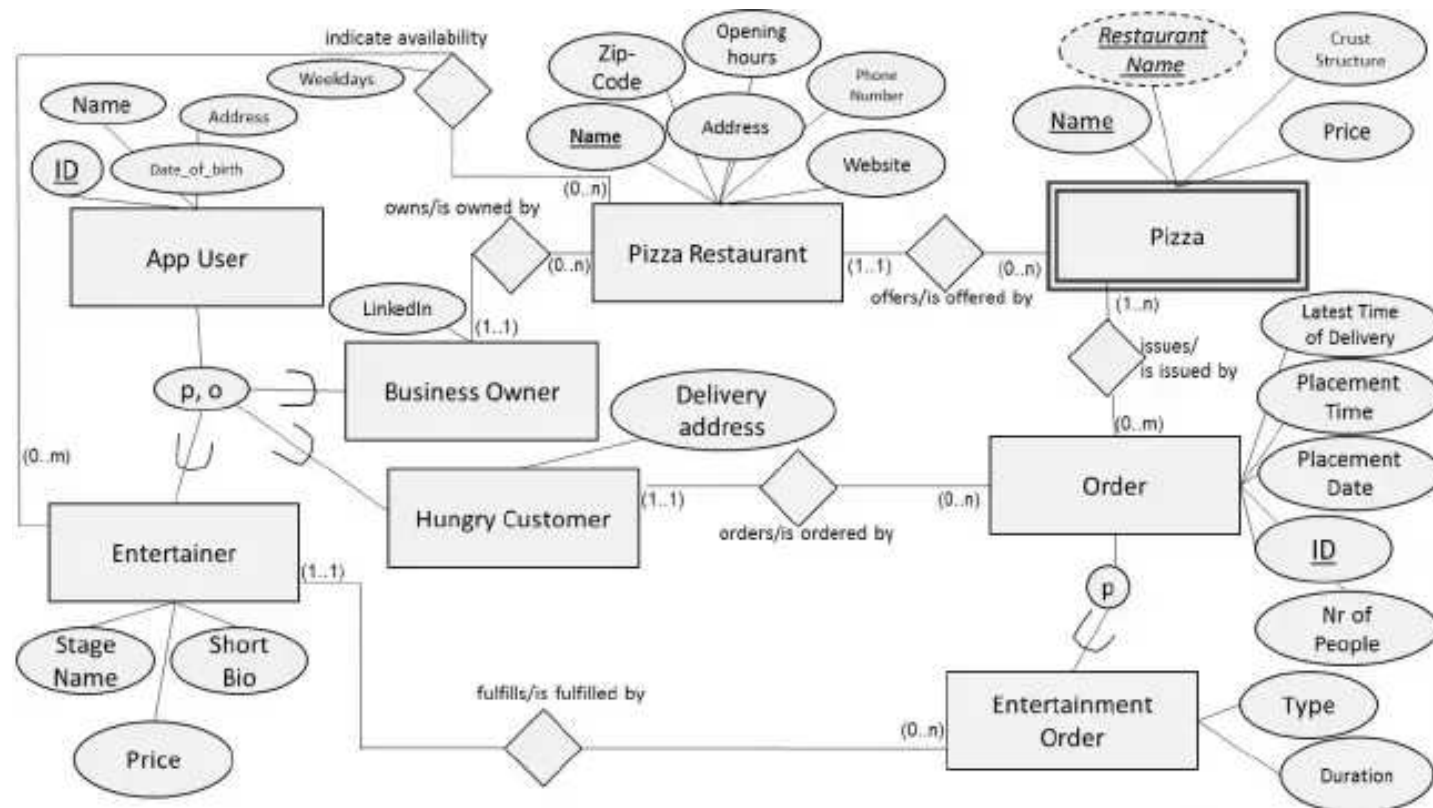 indicate availability
Weekdays
Name
Address
ID
Date_of_birth
App User
Zip-
Code
Opening
hours
Phone
Number
Name
Address
Website
(0..n)
Pizza Restaurant
owns/is owned by
(0..n)
(1..1)
(0..n)
offers/is offered by
Restaurant
Name
Crust
Structure
Name
Price
Pizza
(1..n)
LinkedIn
(1..1)
Business Owner
p, o
issues/
is issued by
Latest Time
of Delivery
Placement
Time
Placement
Date
ID
Nr of
People
Delivery
address
(0..m)
(0..m)
Hungry Customer
(1..1)
orders/is ordered by
(0..n)
Order
Entertainer
(1..1)
p
Stage
Name
Short
Bio
Price
fulfills/is fulfilled by
(0..n)
Entertainment
Order
Type
Duration